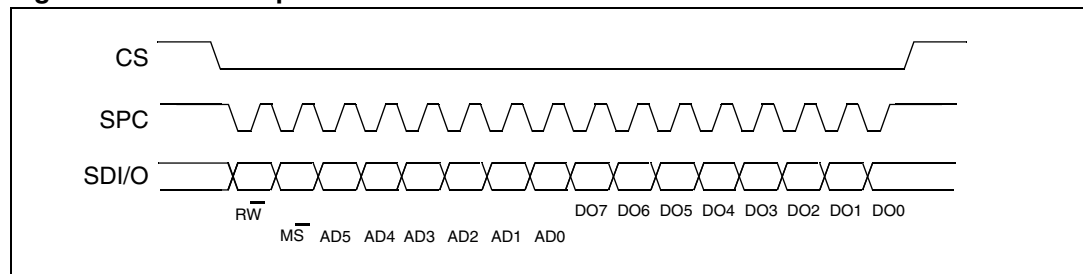 CS
SPC
SDI/O
RW̅ DO7 DO6 DO5 DO4 DO3 DO2 DO1 DO0
MS̅ AD5 AD4 AD3 AD2 AD1 AD0